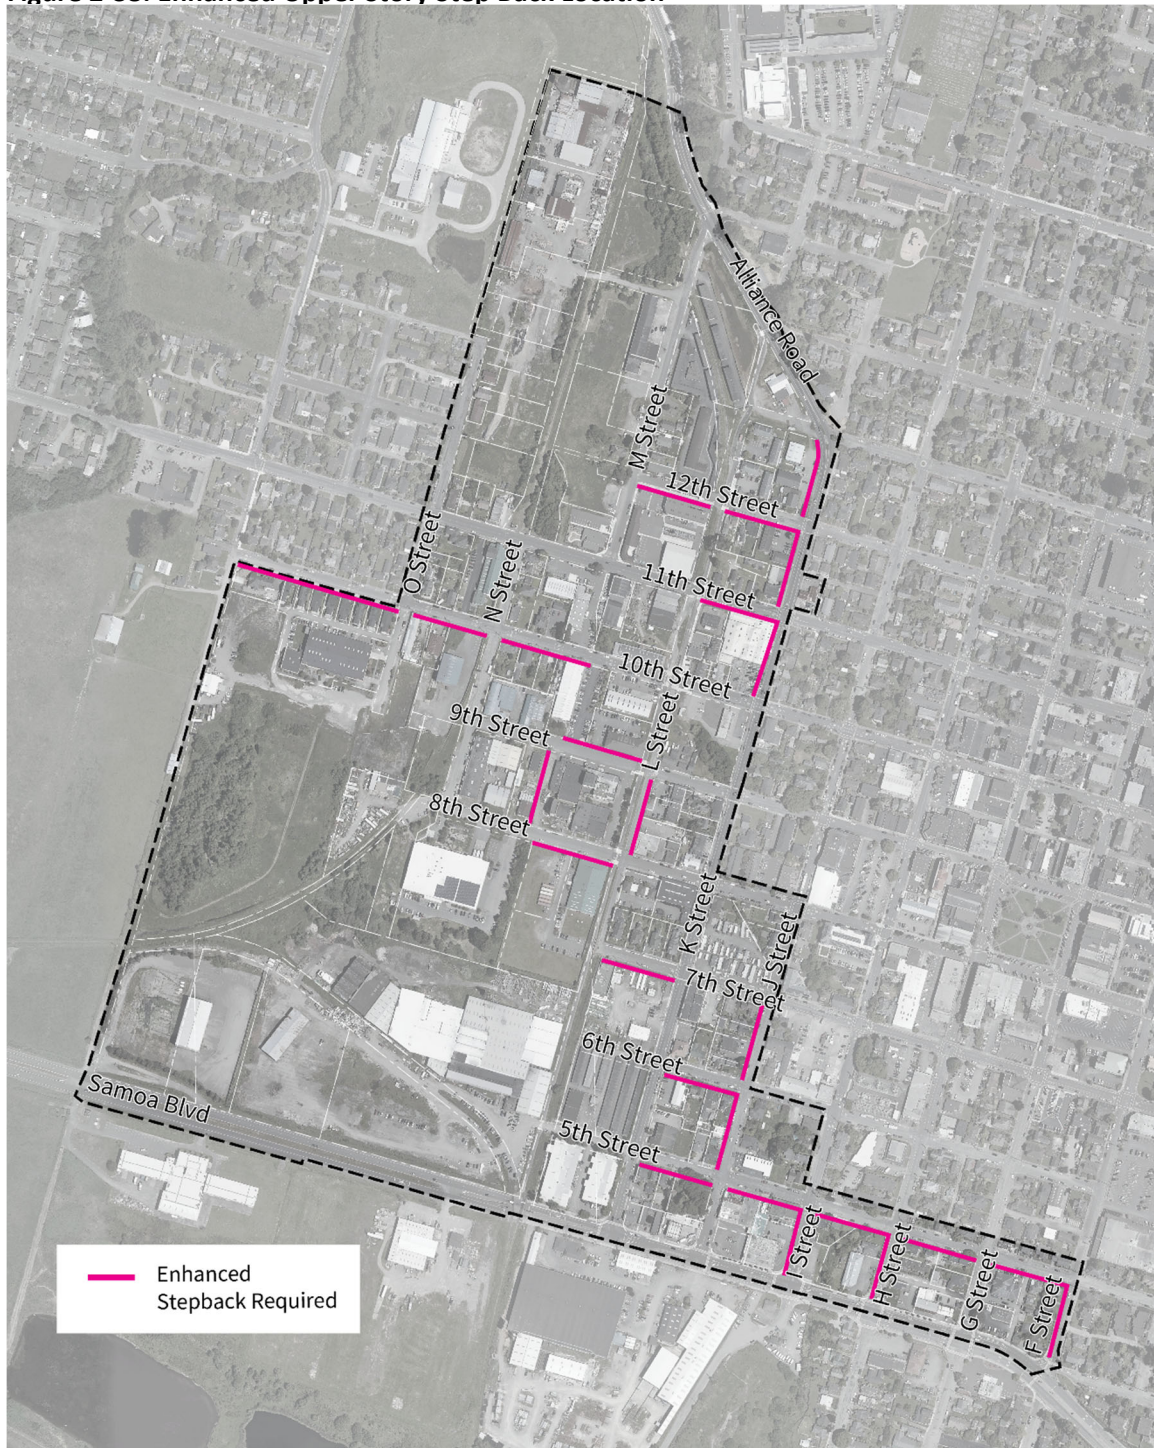 Alliance Road
M Street
12th Street
O Street
N Street
11th Street
10th Street
9th Street
L Street
8th Street
K Street
J Street
7th Street
6th Street
Samoa Blvd
5th Street
I Street
H Street
G Street
F Street
Enhanced
Stepback Required